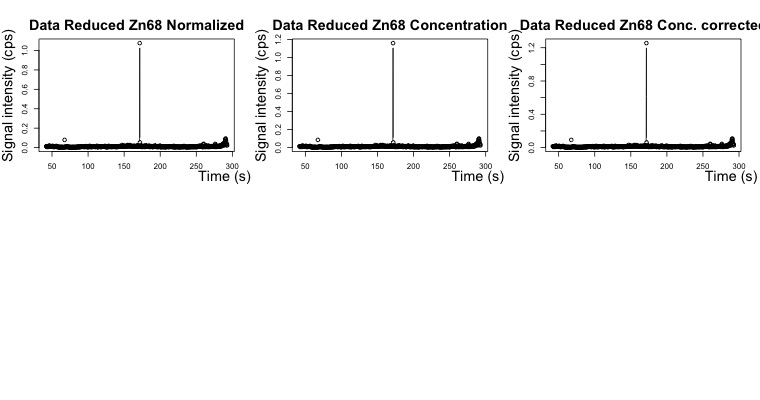 Data Reduced Zn68 Normalized
Signal intensity (cps)
0.0 0.2 0.4 0.6 0.8 1.0
50 100 150 200 250 300
Time (s)
Data Reduced Zn68 Concentration
Signal intensity (cps)
0.0 0.2 0.4 0.6 0.8 1.0 1.2
50 100 150 200 250 300
Time (s)
Data Reduced Zn68 Conc. corrected
Signal intensity (cps)
0.0 0.4 0.8 1.2
50 100 150 200 250 300
Time (s)